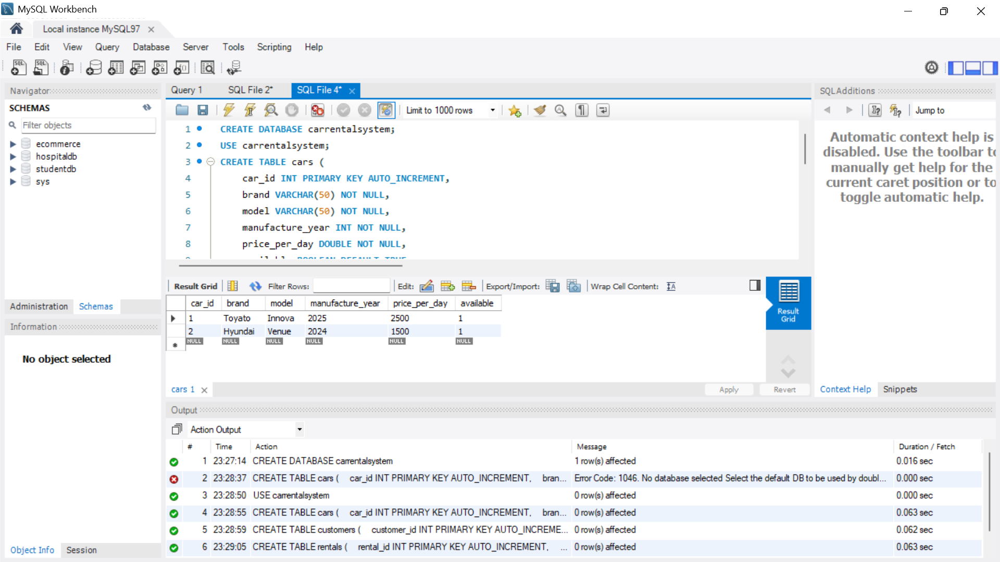 MySQL Workbench
Local instance MySQL97
File Edit View Query Database Server Tools Scripting Help
Navigator
SCHEMAS
Filter objects
ecommerce
hospitaldb
studentdb
sys
Administration Schemas
Information
No object selected
Object Info Session
Query 1 SQL File 2* SQL File 4*
Limit to 1000 rows
1 CREATE DATABASE carrentalsystem;
2 USE carrentalsystem;
3 CREATE TABLE cars (
4 car_id INT PRIMARY KEY AUTO_INCREMENT,
5 brand VARCHAR(50) NOT NULL,
6 model VARCHAR(50) NOT NULL,
7 manufacture_year INT NOT NULL,
8 price_per_day DOUBLE NOT NULL,
Result Grid Filter Rows: Edit: Export/Import: Wrap Cell Content:
car_id brand model manufacture_year price_per_day available
1 Toyato Innova 2025 2500 1
2 Hyundai Venue 2024 1500 1
NULL NULL NULL NULL NULL NULL
Result
Grid
cars 1
Apply Revert
SQLAdditions
Jump to
Automatic context help is
disabled. Use the toolbar to
manually get help for the
current caret position or to
toggle automatic help.
Context Help Snippets
Output
Action Output
# Time Action Message Duration / Fetch
1 23:27:14 CREATE DATABASE carrentalsystem 1 row(s) affected 0.016 sec
2 23:28:37 CREATE TABLE cars ( car_id INT PRIMARY KEY AUTO_INCREMENT, bran... Error Code: 1046. No database selected Select the default DB to be used by doubl... 0.000 sec
3 23:28:50 USE carrentalsystem 0 row(s) affected 0.000 sec
4 23:28:55 CREATE TABLE cars ( car_id INT PRIMARY KEY AUTO_INCREMENT, bran... 0 row(s) affected 0.063 sec
5 23:28:59 CREATE TABLE customers ( customer_id INT PRIMARY KEY AUTO_INCREME... 0 row(s) affected 0.062 sec
6 23:29:05 CREATE TABLE rentals ( rental_id INT PRIMARY KEY AUTO_INCREMENT, ... 0 row(s) affected 0.063 sec